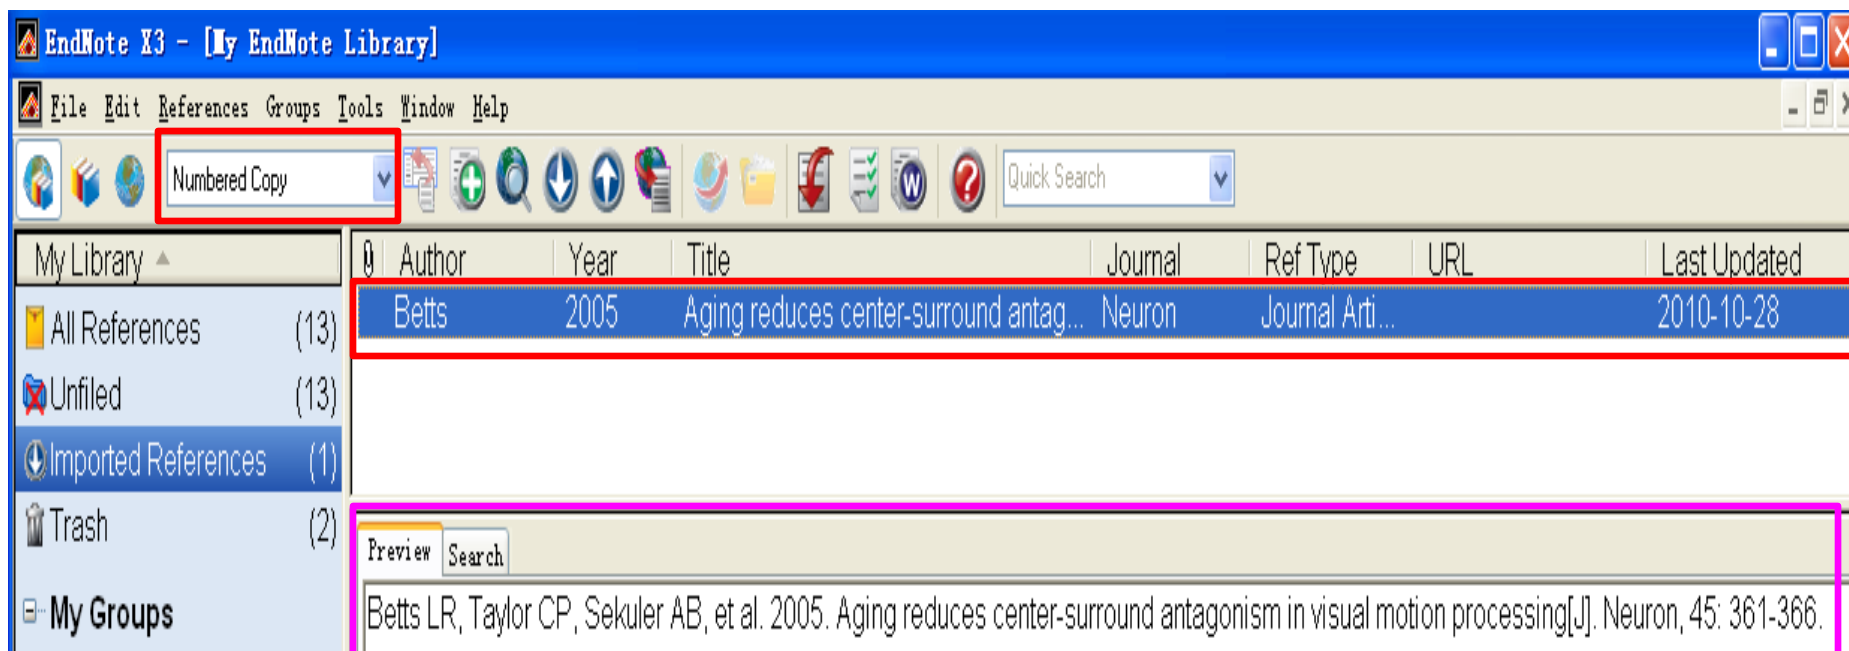 EndNote X3 - [My EndNote Library]
File Edit References Groups Tools Window Help
Numbered Copy Quick Search
My Library Author Year Title Journal Ref Type URL Last Updated
Betts 2005 Aging reduces center-surround antag... Neuron Journal Arti... 2010-10-28
All References (13)
Unfiled (13)
Imported References (1)
Trash (2)
My Groups
Preview Search
Betts LR, Taylor CP, Sekuler AB, et al. 2005. Aging reduces center-surround antagonism in visual motion processing[J]. Neuron, 45: 361-366.